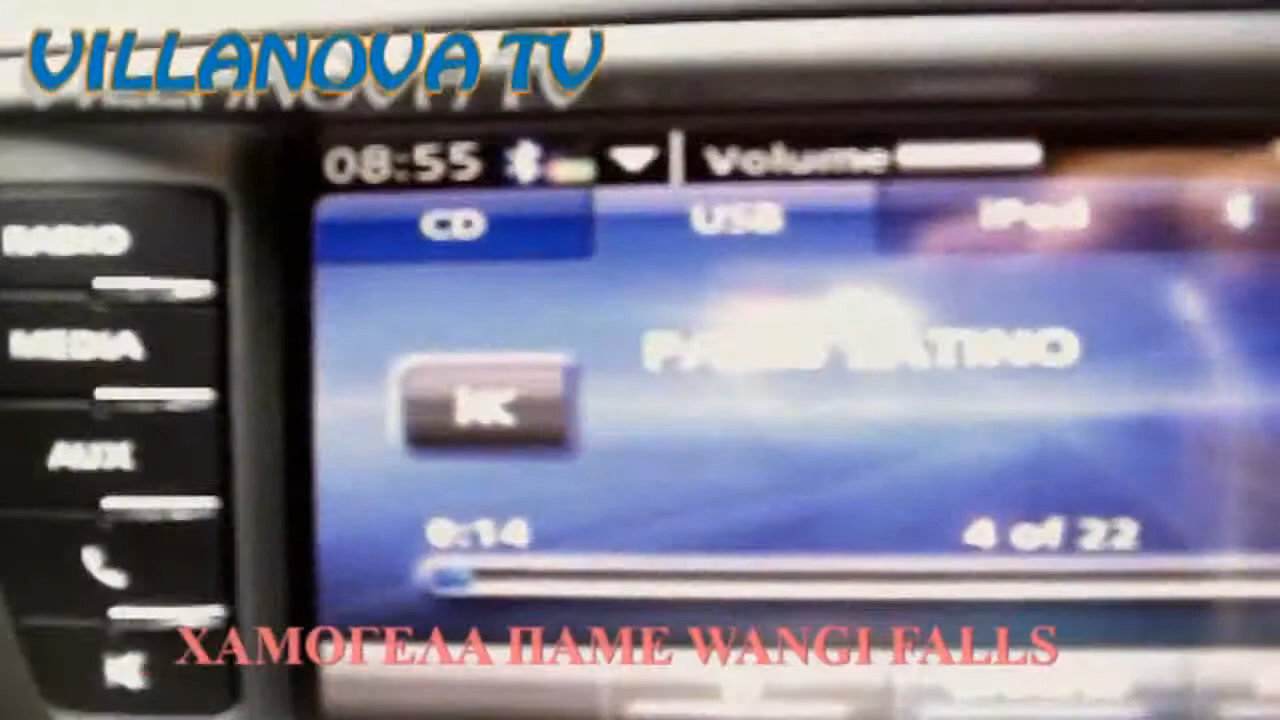 VILLANOVA TV
08:55 Volume
CD USB iPod
RADIO
MEDIA
AUX
0:14 4 of 22
ΧΑΜΟΓΕΛΑ ΠΑΜΕ WANGI FALLS